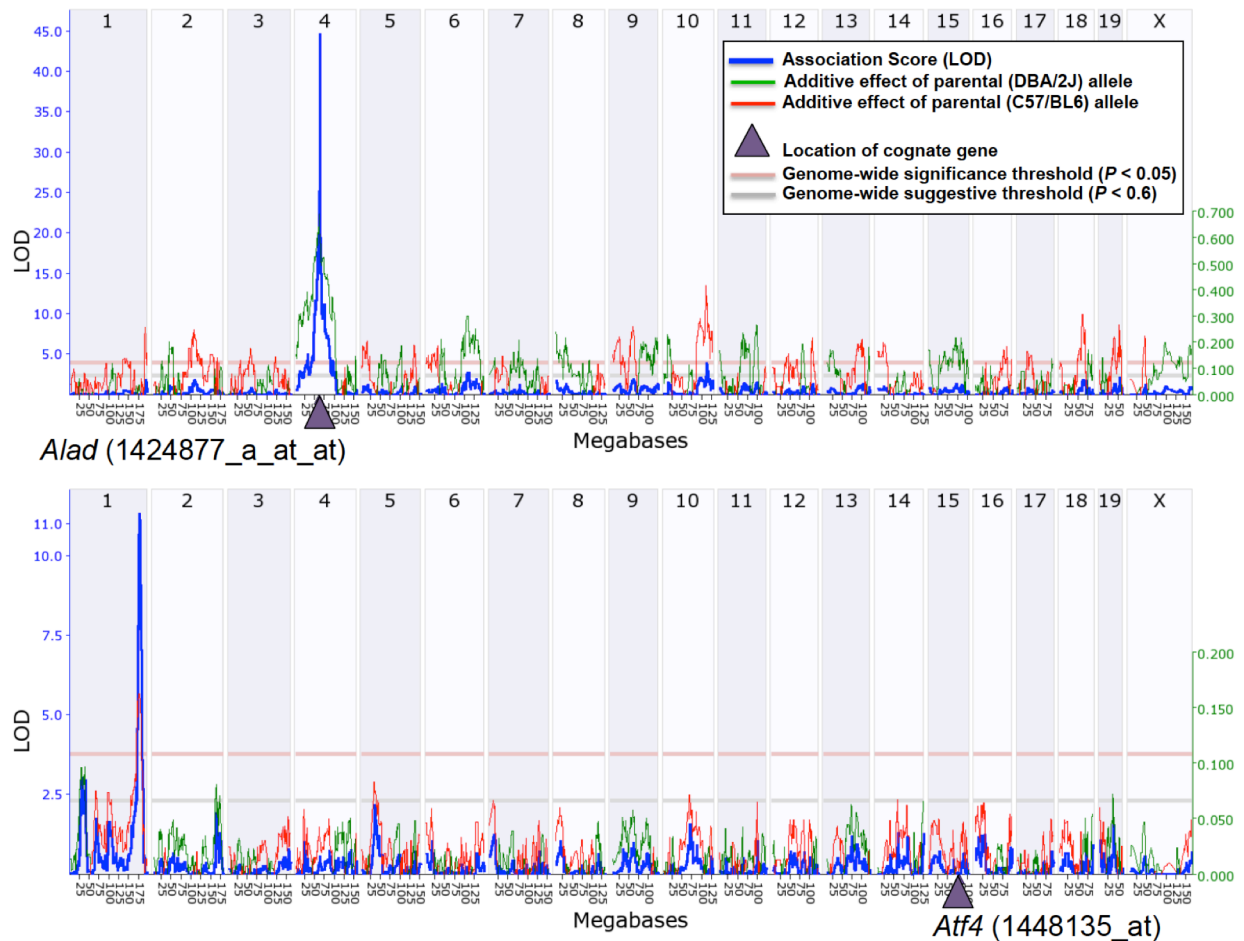 1 2 3 4 5 6 7 8 9 10 11 12 13 14 15 16 17 18 19 X
45.0
40.0
35.0
30.0
25.0
20.0
15.0
10.0
5.0
LOD
Association Score (LOD)
Additive effect of parental (DBA/2J) allele
Additive effect of parental (C57/BL6) allele
Location of cognate gene
Genome-wide significance threshold (P < 0.05)
Genome-wide suggestive threshold (P < 0.6)
0.700
0.600
0.500
0.400
0.300
0.200
0.100
0.000
Megabases
Alad (1424877_a_at_at)
1 2 3 4 5 6 7 8 9 10 11 12 13 14 15 16 17 18 19 X
11.0
10.0
7.5
5.0
2.5
LOD
0.200
0.150
0.100
0.050
0.000
Megabases
Atf4 (1448135_at)